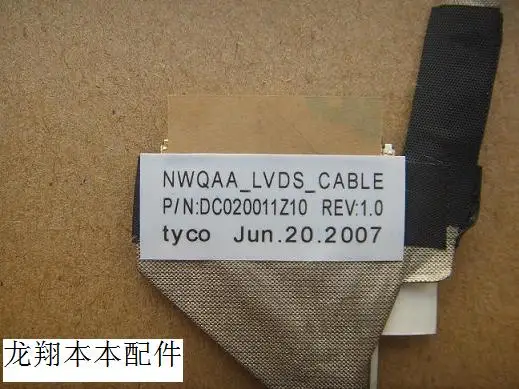 NWQAA_LVDS_CABLE
P/N:DC020011Z10 REV:1.0
tyco Jun.20.2007
龙翔本本配件